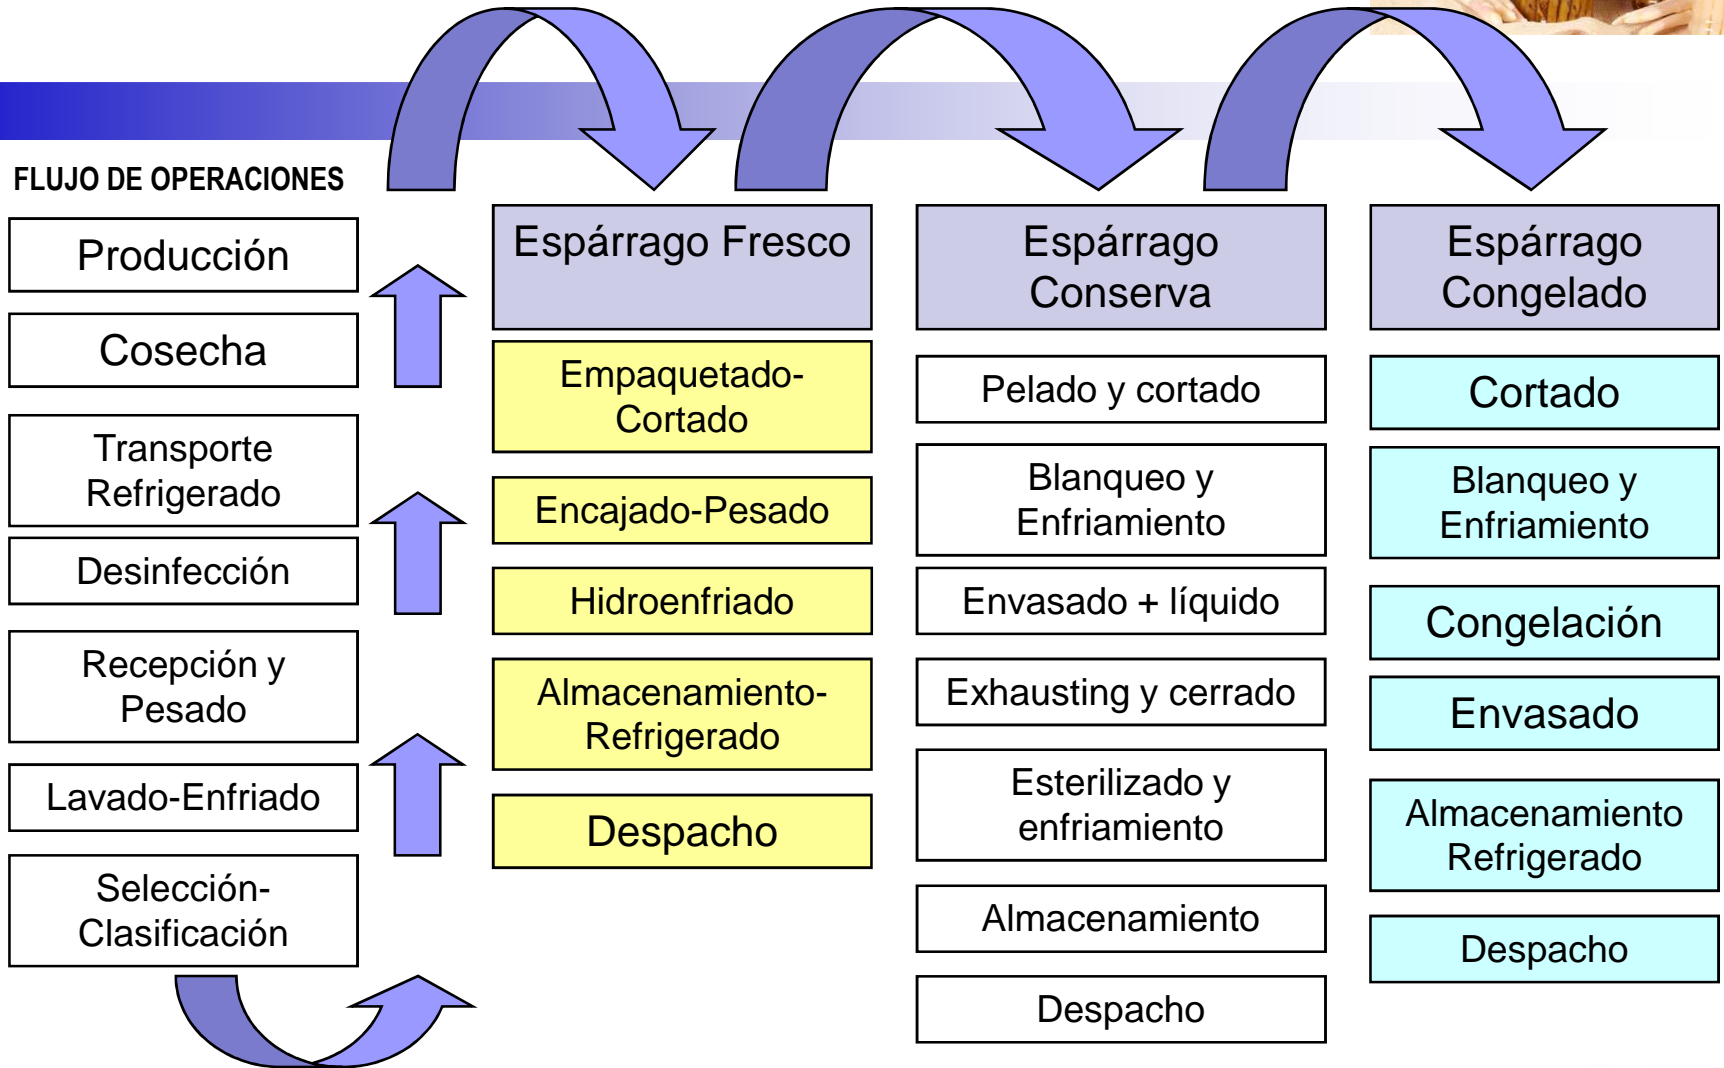 FLUJO DE OPERACIONES
Producción
Cosecha
Transporte
Refrigerado
Desinfección
Recepción y
Pesado
Lavado-Enfriado
Selección-
Clasificación
Espárrago Fresco
Empaquetado-
Cortado
Encajado-Pesado
Hidroenfriado
Almacenamiento-
Refrigerado
Despacho
Espárrago
Conserva
Pelado y cortado
Blanqueo y
Enfriamiento
Envasado + líquido
Exhausting y cerrado
Esterilizado y
enfriamiento
Almacenamiento
Despacho
Espárrago
Congelado
Cortado
Blanqueo y
Enfriamiento
Congelación
Envasado
Almacenamiento
Refrigerado
Despacho